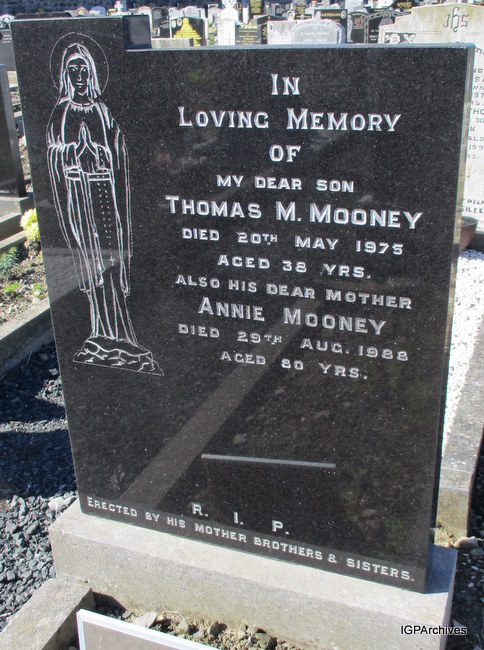 IN
LOVING MEMORY
OF
MY DEAR SON
THOMAS M. MOONEY
DIED 20TH MAY 1975
AGED 38 YRS.
ALSO HIS DEAR MOTHER
ANNIE MOONEY
DIED 29TH AUG. 1988
AGED 80 YRS.
R. I. P.
ERECTED BY HIS MOTHER BROTHERS & SISTERS.
IGPArchives